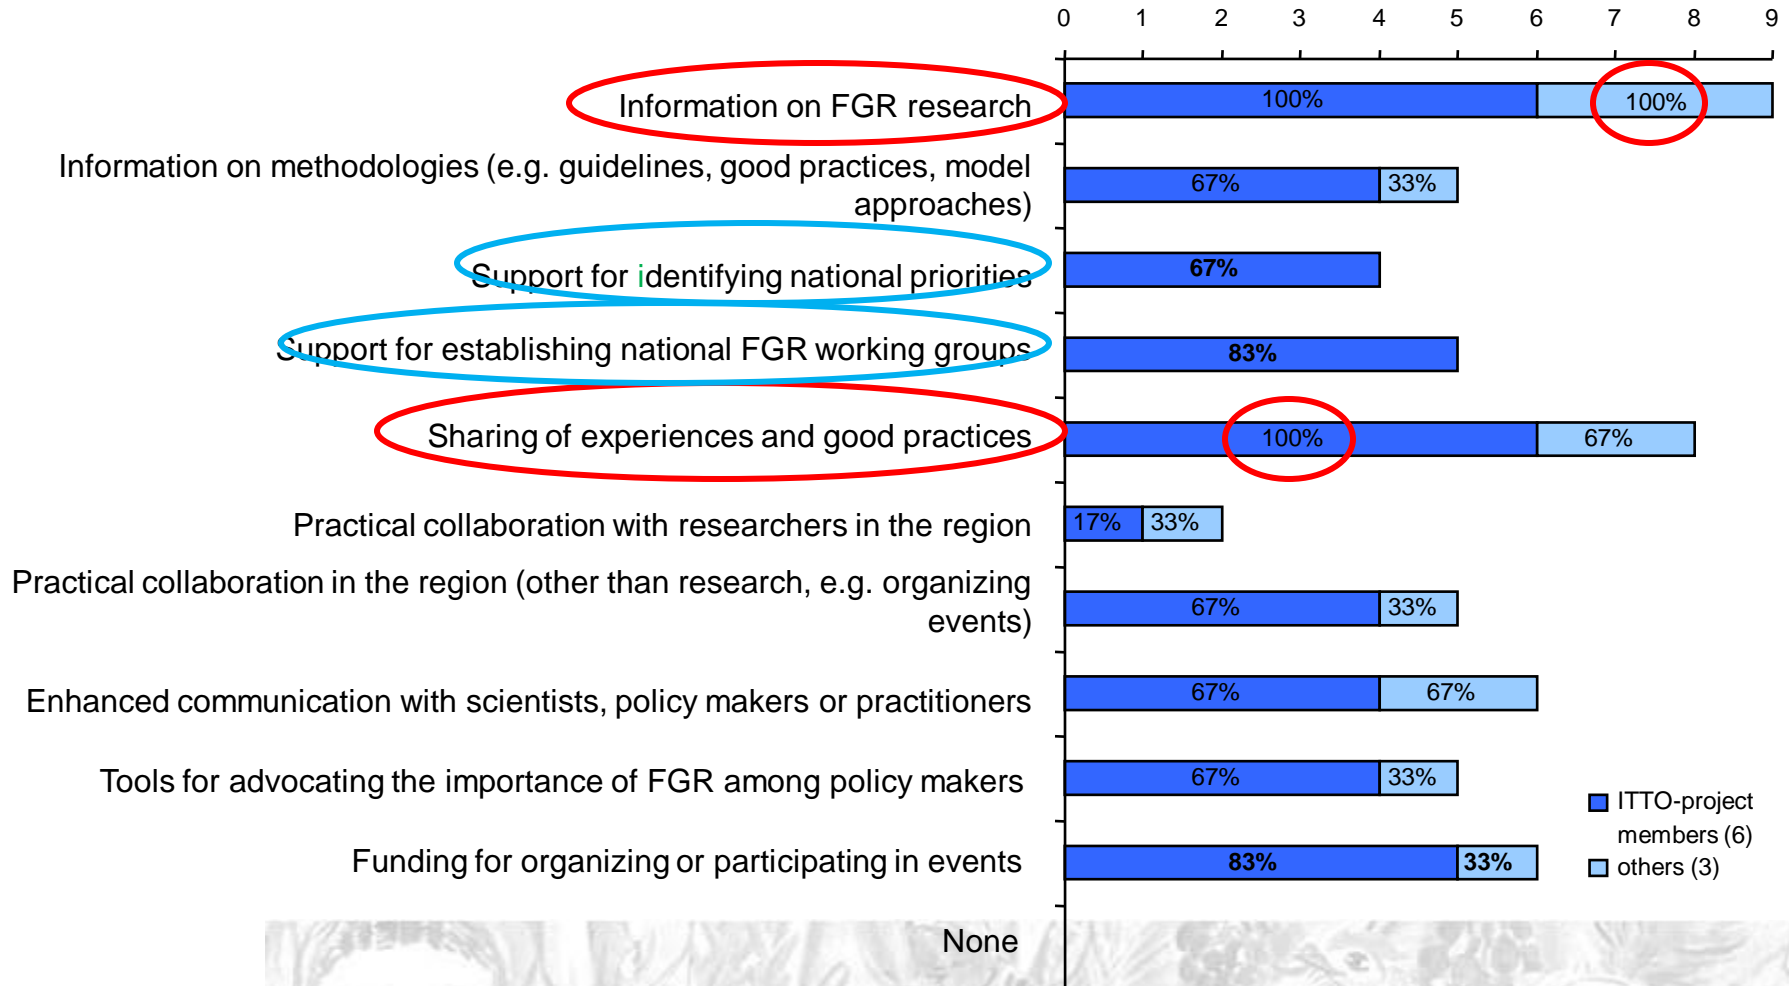 0 1 2 3 4 5 6 7 8 9
Information on FGR research
100% 100%
Information on methodologies (e.g. guidelines, good practices, model
approaches)
67% 33%
Support for identifying national priorities
67%
Support for establishing national FGR working groups
83%
Sharing of experiences and good practices
100% 67%
Practical collaboration with researchers in the region
17% 33%
Practical collaboration in the region (other than research, e.g. organizing
events)
67% 33%
Enhanced communication with scientists, policy makers or practitioners
67% 67%
Tools for advocating the importance of FGR among policy makers
67% 33%
Funding for organizing or participating in events
83% 33%
None
ITTO-project
members (6)
others (3)